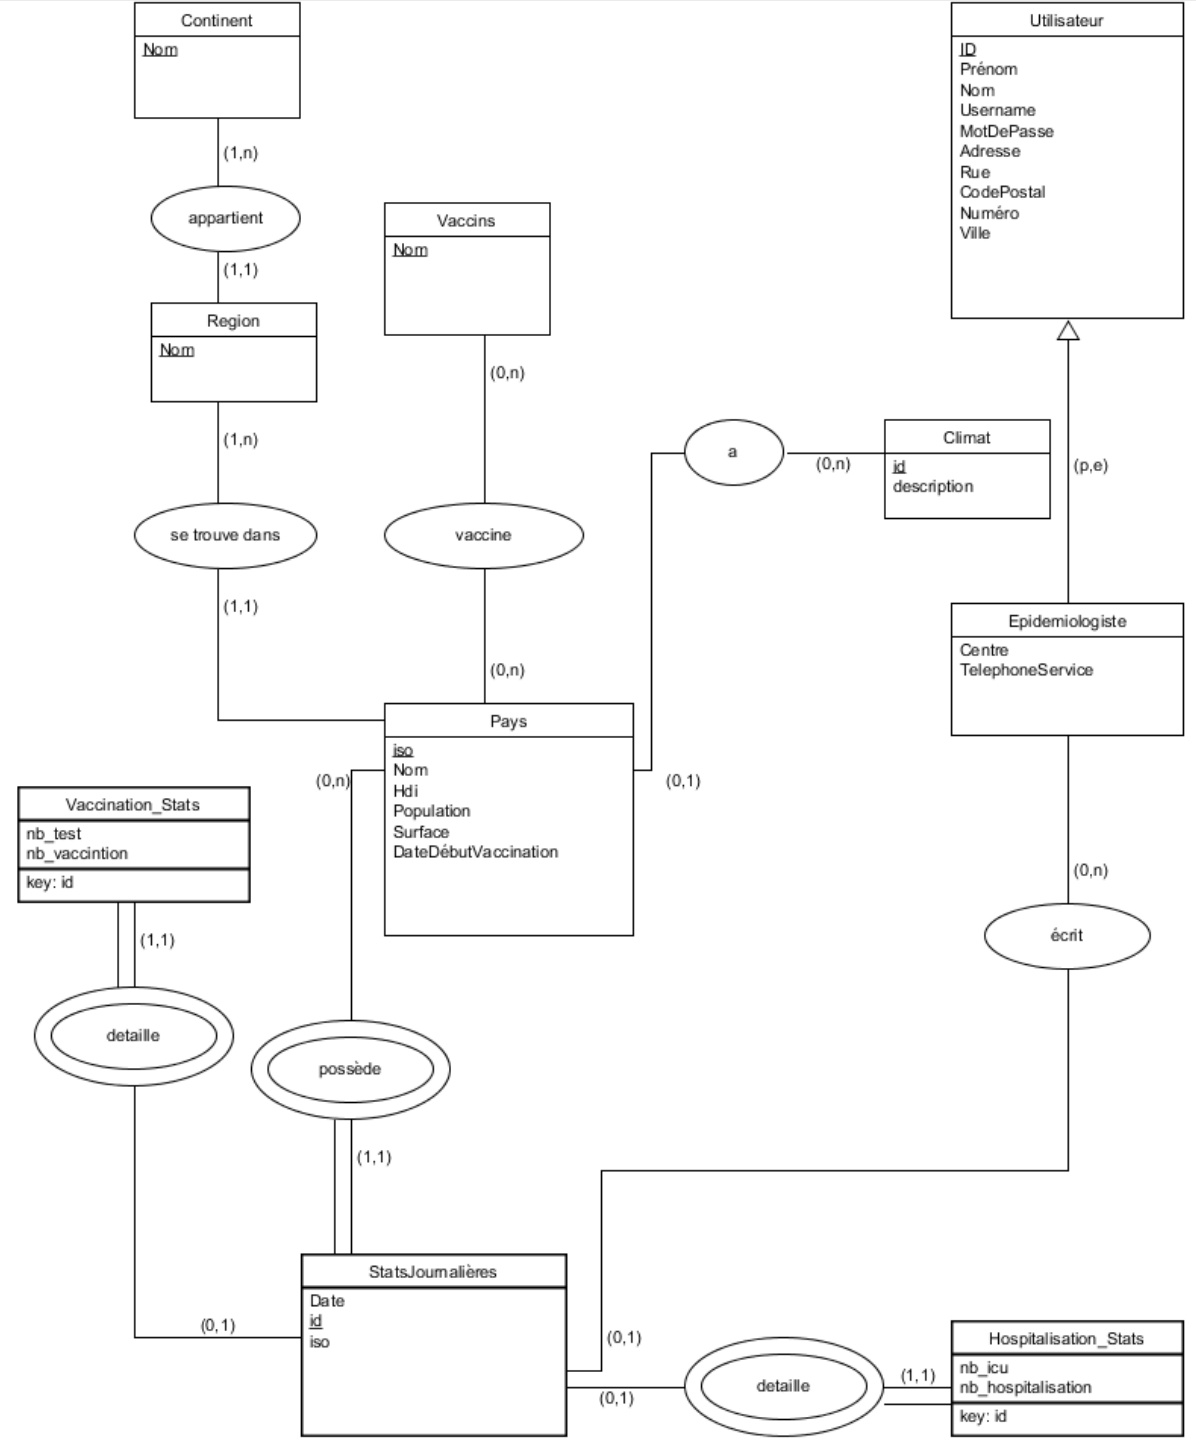 Continent
Nom
(1,n)
appartient
(1,1)
Region
Nom
(1,n)
se trouve dans
(1,1)
Vaccins
Nom
(0,n)
vaccine
(0,n)
Utilisateur
ID
Prénom
Nom
Username
MotDePasse
Adresse
Rue
CodePostal
Numéro
Ville
a
(0,n)
Climat
id
description
(p,e)
Epidemiologiste
Centre
TelephoneService
Pays
iso
Nom
Hdi
Population
Surface
DateDébutVaccination
(0,n)
(0,1)
Vaccination_Stats
nb_test
nb_vaccintion
key: id
(1,1)
detaille
(0,1)
possède
(1,1)
(0,n)
écrit
StatsJournalières
Date
id
iso
(0,1)
(0,1)
detaille
(1,1)
Hospitalisation_Stats
nb_icu
nb_hospitalisation
key: id